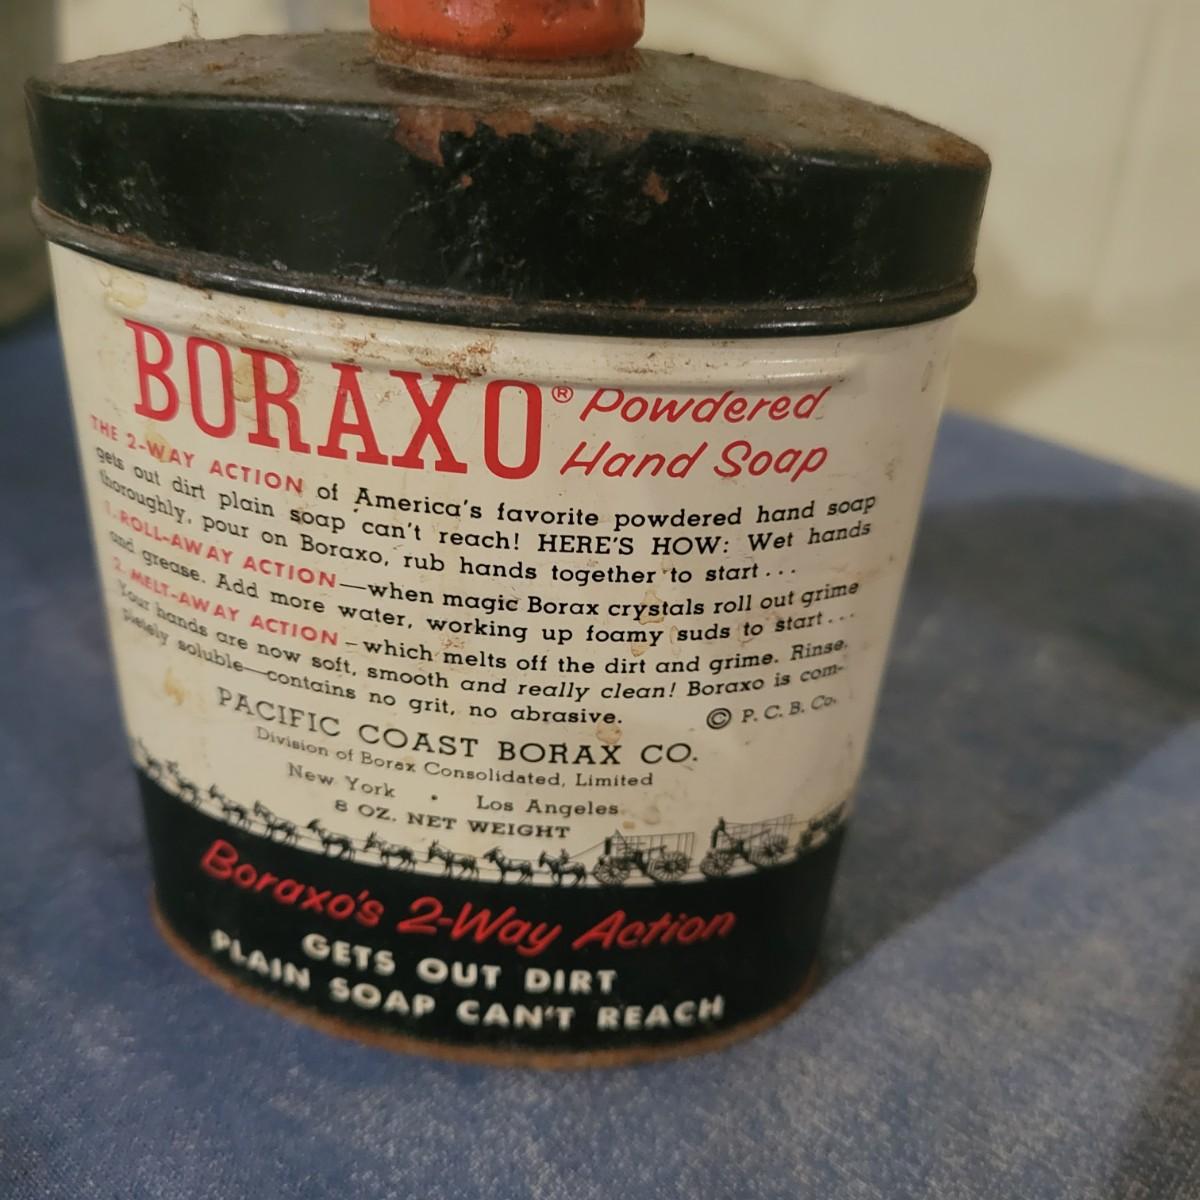 BORAXO® Powdered
Hand Soap
THE 2-WAY ACTION of America's favorite powdered hand soap
gets out dirt plain soap can't reach! HERE'S HOW: Wet hands
thoroughly, pour on Boraxo, rub hands together to start...
1. ROLL-AWAY ACTION—when magic Borax crystals roll out grime
and grease. Add more water, working up foamy suds to start...
2. MELT-AWAY ACTION—which melts off the dirt and grime. Rinse.
Your hands are now soft, smooth and really clean! Boraxo is com-
pletely soluble—contains no grit, no abrasive.
© P. C. B. Co.
PACIFIC COAST BORAX CO.
Division of Borax Consolidated, Limited
New York • Los Angeles
8 OZ. NET WEIGHT
Boraxo's 2-Way Action
GETS OUT DIRT
PLAIN SOAP CAN'T REACH